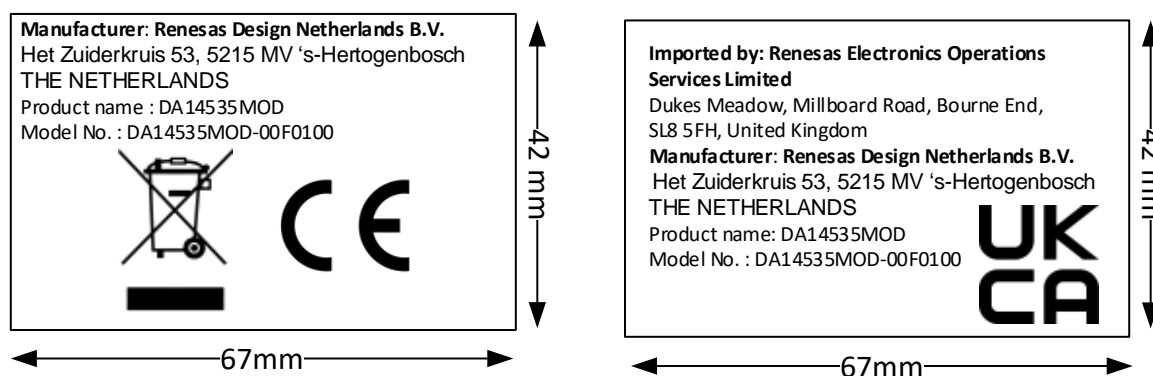 Manufacturer: Renesas Design Netherlands B.V.
Het Zuiderkruis 53, 5215 MV ‘s-Hertogenbosch
THE NETHERLANDS
Product name : DA14535MOD
Model No. : DA14535MOD-00F0100
CE
42 mm
67mm
Imported by: Renesas Electronics Operations
Services Limited
Dukes Meadow, Millboard Road, Bourne End,
SL8 5FH, United Kingdom
Manufacturer: Renesas Design Netherlands B.V.
Het Zuiderkruis 53, 5215 MV ‘s-Hertogenbosch
THE NETHERLANDS
Product name: DA14535MOD
Model No. : DA14535MOD-00F0100
UK
CA
42 mm
67mm